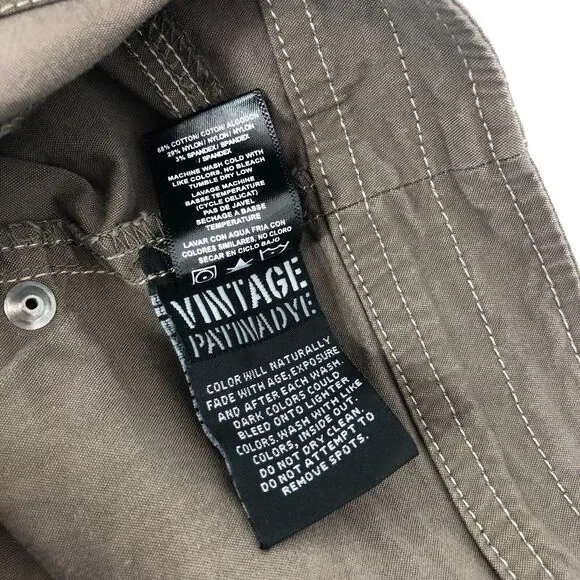 68% COTTON/ COTON/ ALGODON
29% NYLON/ NYLON/ NYLON
3% SPANDEX/ SPANDEX
/ SPANDEX
MACHINE WASH COLD WITH
LIKE COLORS, NO BLEACH
TUMBLE DRY LOW
LAVAGE MACHINE
BASSE TEMPERATURE
(CYCLE DELICAT)
PAS DE JAVEL
SECHAGE A BASSE
TEMPERATURE
LAVAR CON AGUA FRIA CON
COLORES SIMILARES, NO CLORO
SECAR EN CICLO BAJO
VINTAGE
PATINADYE
COLOR WILL NATURALLY
FADE WITH AGE, EXPOSURE
AND AFTER EACH WASH.
DARK COLORS COULD
BLEED ONTO LIGHTER
COLORS. WASH WITH LIKE
COLORS, INSIDE OUT.
DO NOT DRY CLEAN.
DO NOT ATTEMPT TO
REMOVE SPOTS.